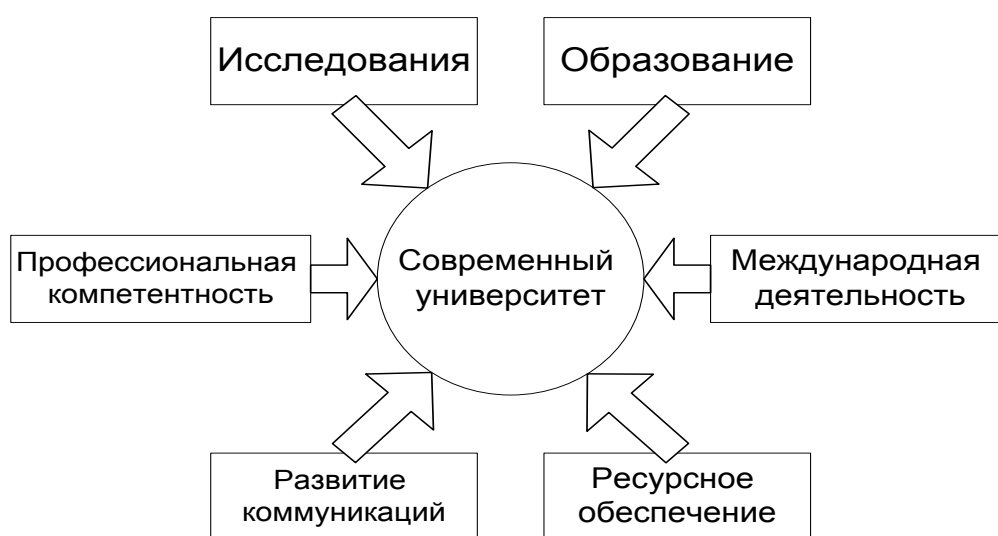 Исследования
Образование
Профессиональная
компетентность
Современный
университет
Международная
деятельность
Развитие
коммуникаций
Ресурсное
обеспечение